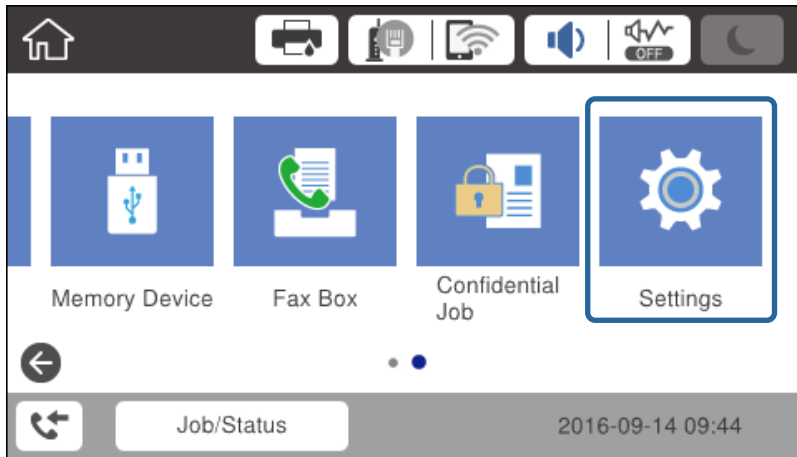 OFF
Memory Device
Fax Box
Confidential
Job
Settings
Job/Status
2016-09-14 09:44